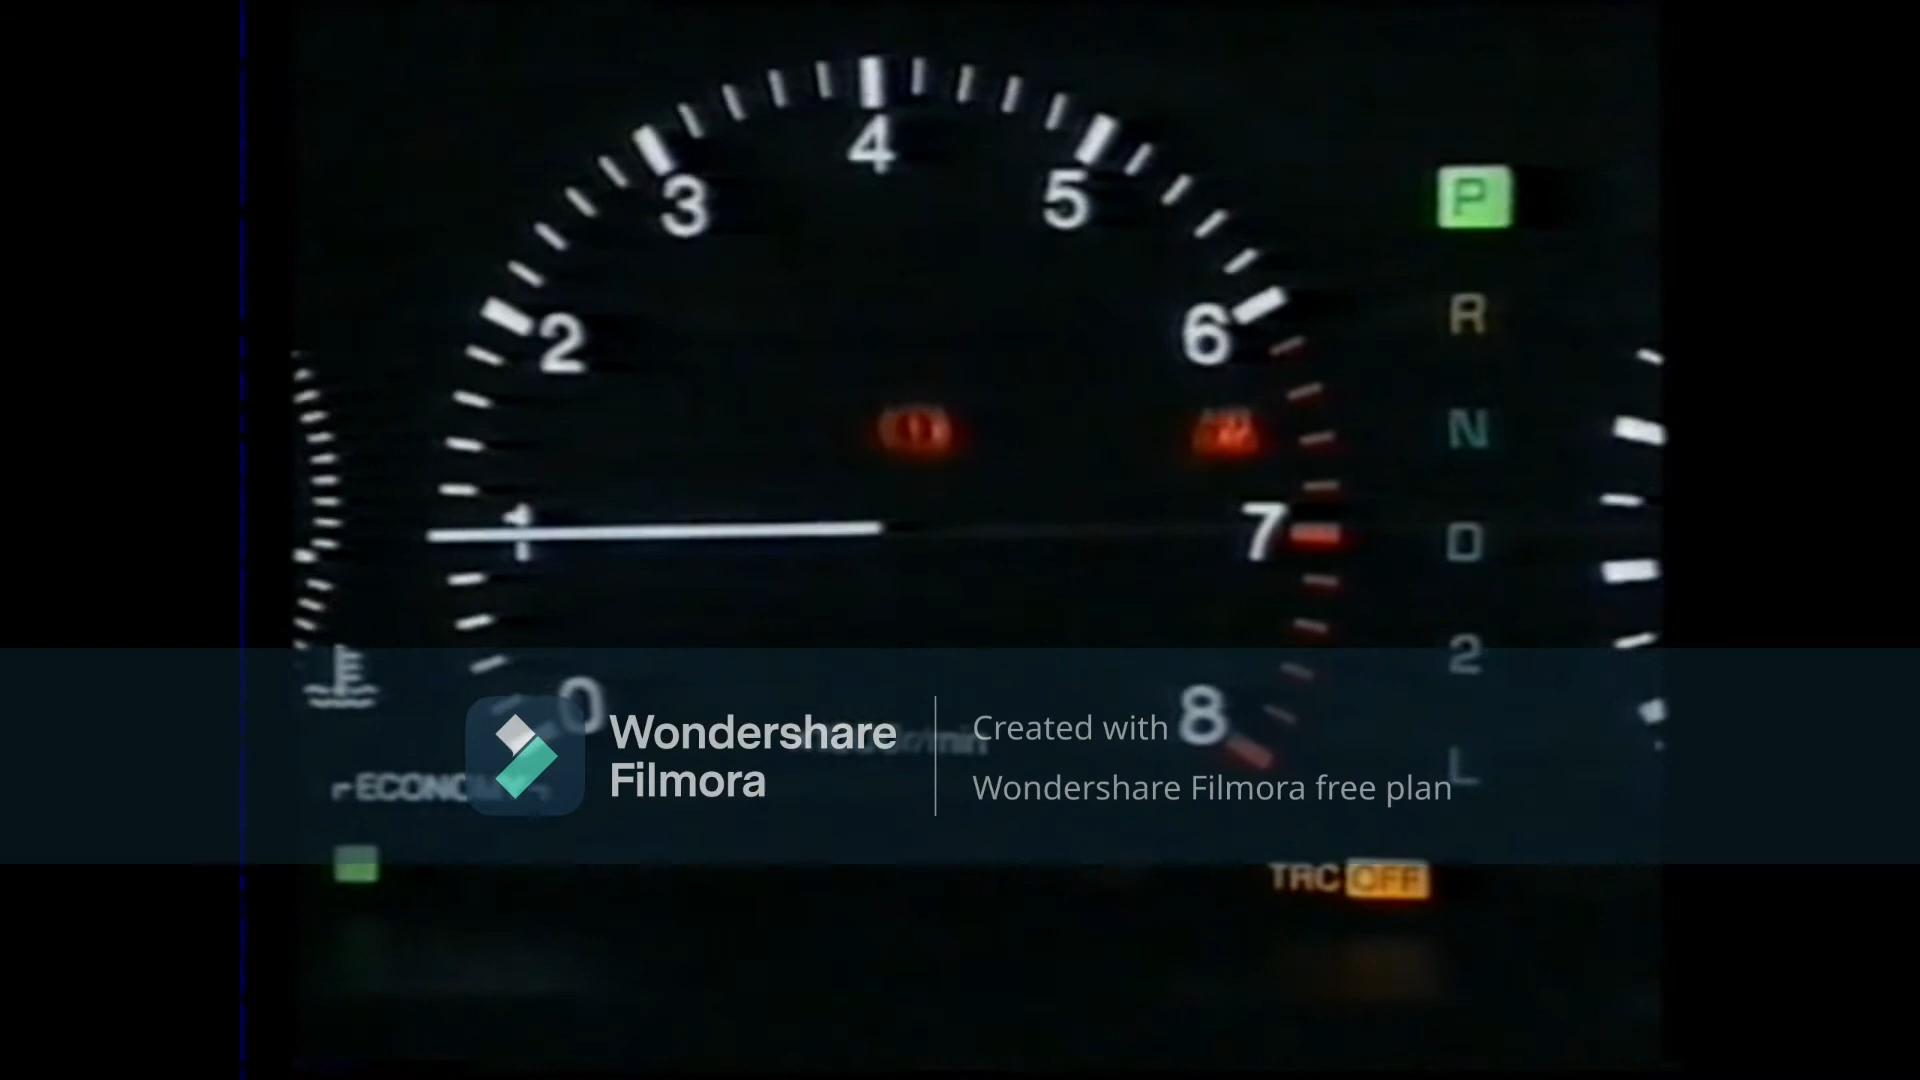 4
3
5
P
2
6
R
N
1
7
D
2
0
8
Wondershare
Filmora
Created with
Wondershare Filmora free plan
r/min
L
TRC OFF